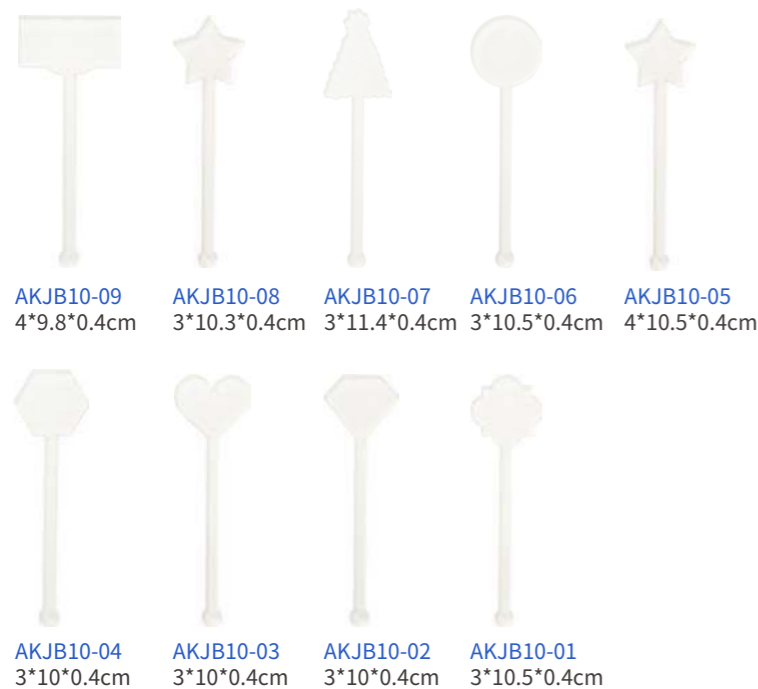 AKJB10-09
4*9.8*0.4cm
AKJB10-08
3*10.3*0.4cm
AKJB10-07
3*11.4*0.4cm
AKJB10-06
3*10.5*0.4cm
AKJB10-05
4*10.5*0.4cm
AKJB10-04
3*10*0.4cm
AKJB10-03
3*10*0.4cm
AKJB10-02
3*10*0.4cm
AKJB10-01
3*10.5*0.4cm